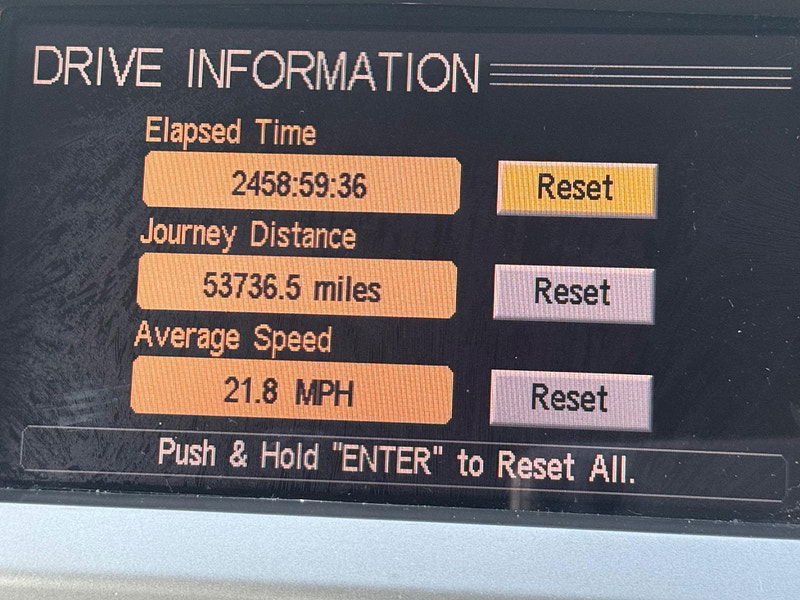 DRIVE INFORMATION
Elapsed Time
2458:59:36 Reset
Journey Distance
53736.5 miles Reset
Average Speed
21.8 MPH Reset
Push & Hold "ENTER" to Reset All.